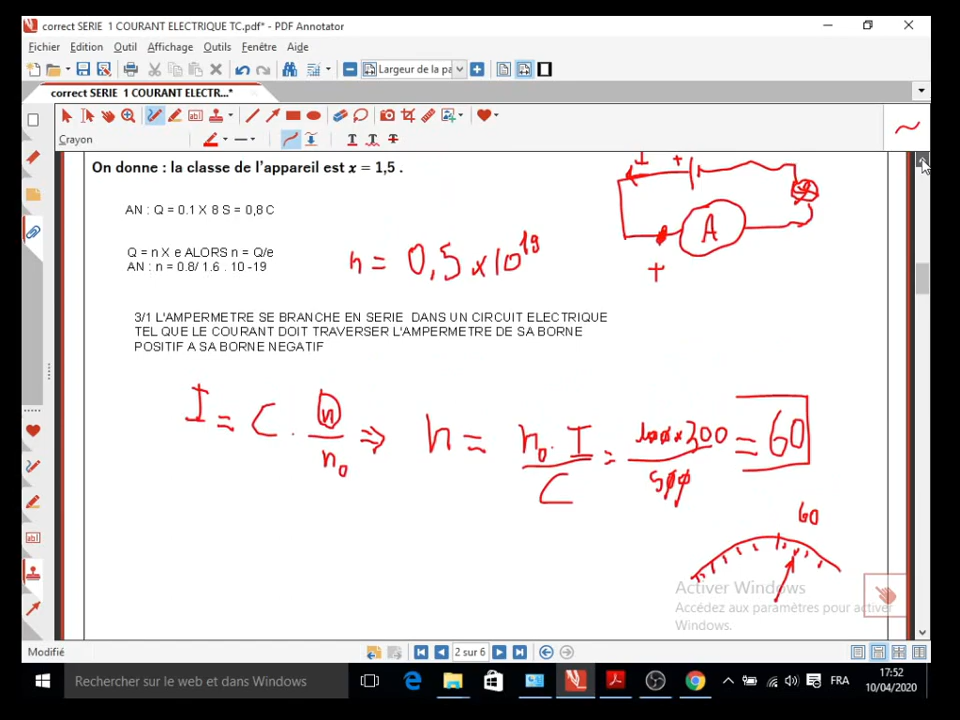 correct SERIE 1 COURANT ELECTRIQUE TC.pdf* - PDF Annotator
Fichier Edition Outil Affichage Outils Fenêtre Aide
Largeur de la pa
correct SERIE 1 COURANT ELECTR...*
Crayon
On donne : la classe de l'appareil est x = 1,5 .
I +
AN : Q = 0.1 X 8 S = 0,8 C
A
Q = n X e ALORS n = Q/e
AN : n = 0.8/ 1.6 . 10 -19
n = 0,5 x 10^19
+
3/1 L'AMPERMETRE SE BRANCHE EN SERIE DANS UN CIRCUIT ELECTRIQUE
TEL QUE LE COURANT DOIT TRAVERSER L'AMPERMETRE DE SA BORNE
POSITIF A SA BORNE NEGATIF
I = C . n/n₀ ⇒ n = n₀ . I / C = 100 x 300 / 500 = 60
60
Activer Windows
Accédez aux paramètres pour activer
Windows.
Modifié 2 sur 6
Rechercher sur le web et dans Windows
FRA
17:52
10/04/2020